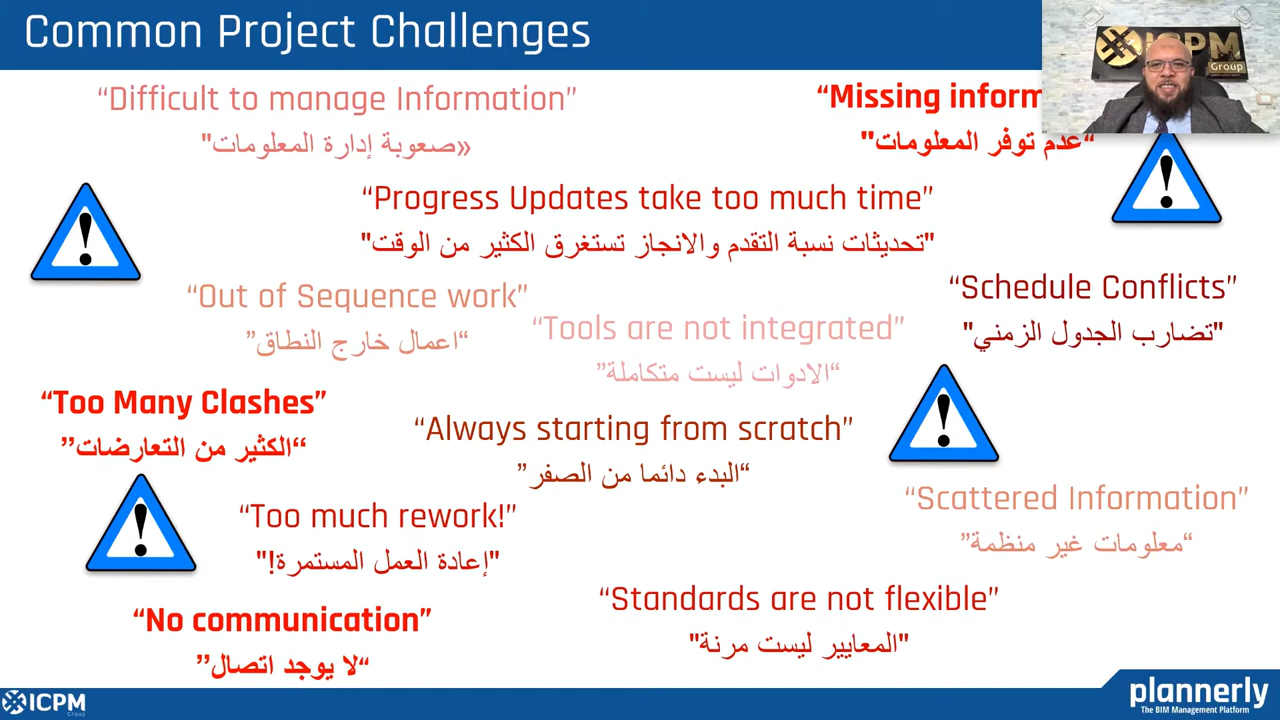 Common Project Challenges
ICPM
Group
“Difficult to manage Information”
«صعوبة إدارة المعلومات"
“Missing inform
“عدم توفر المعلومات"
“Progress Updates take too much time”
"تحديثات نسبة التقدم والانجاز تستغرق الكثير من الوقت"
“Out of Sequence work”
“اعمال خارج النطاق”
“Tools are not integrated”
“الادوات ليست متكاملة”
“Schedule Conflicts”
"تضارب الجدول الزمني"
“Too Many Clashes”
“الكثير من التعارضات”
“Always starting from scratch”
“البدء دائما من الصفر”
“Scattered Information”
“معلومات غير منظمة”
“Too much rework!”
"إعادة العمل المستمرة!"
“Standards are not flexible”
"المعايير ليست مرنة"
“No communication”
“لا يوجد اتصال”
ICPM
Group
plannerly
The BIM Management Platform